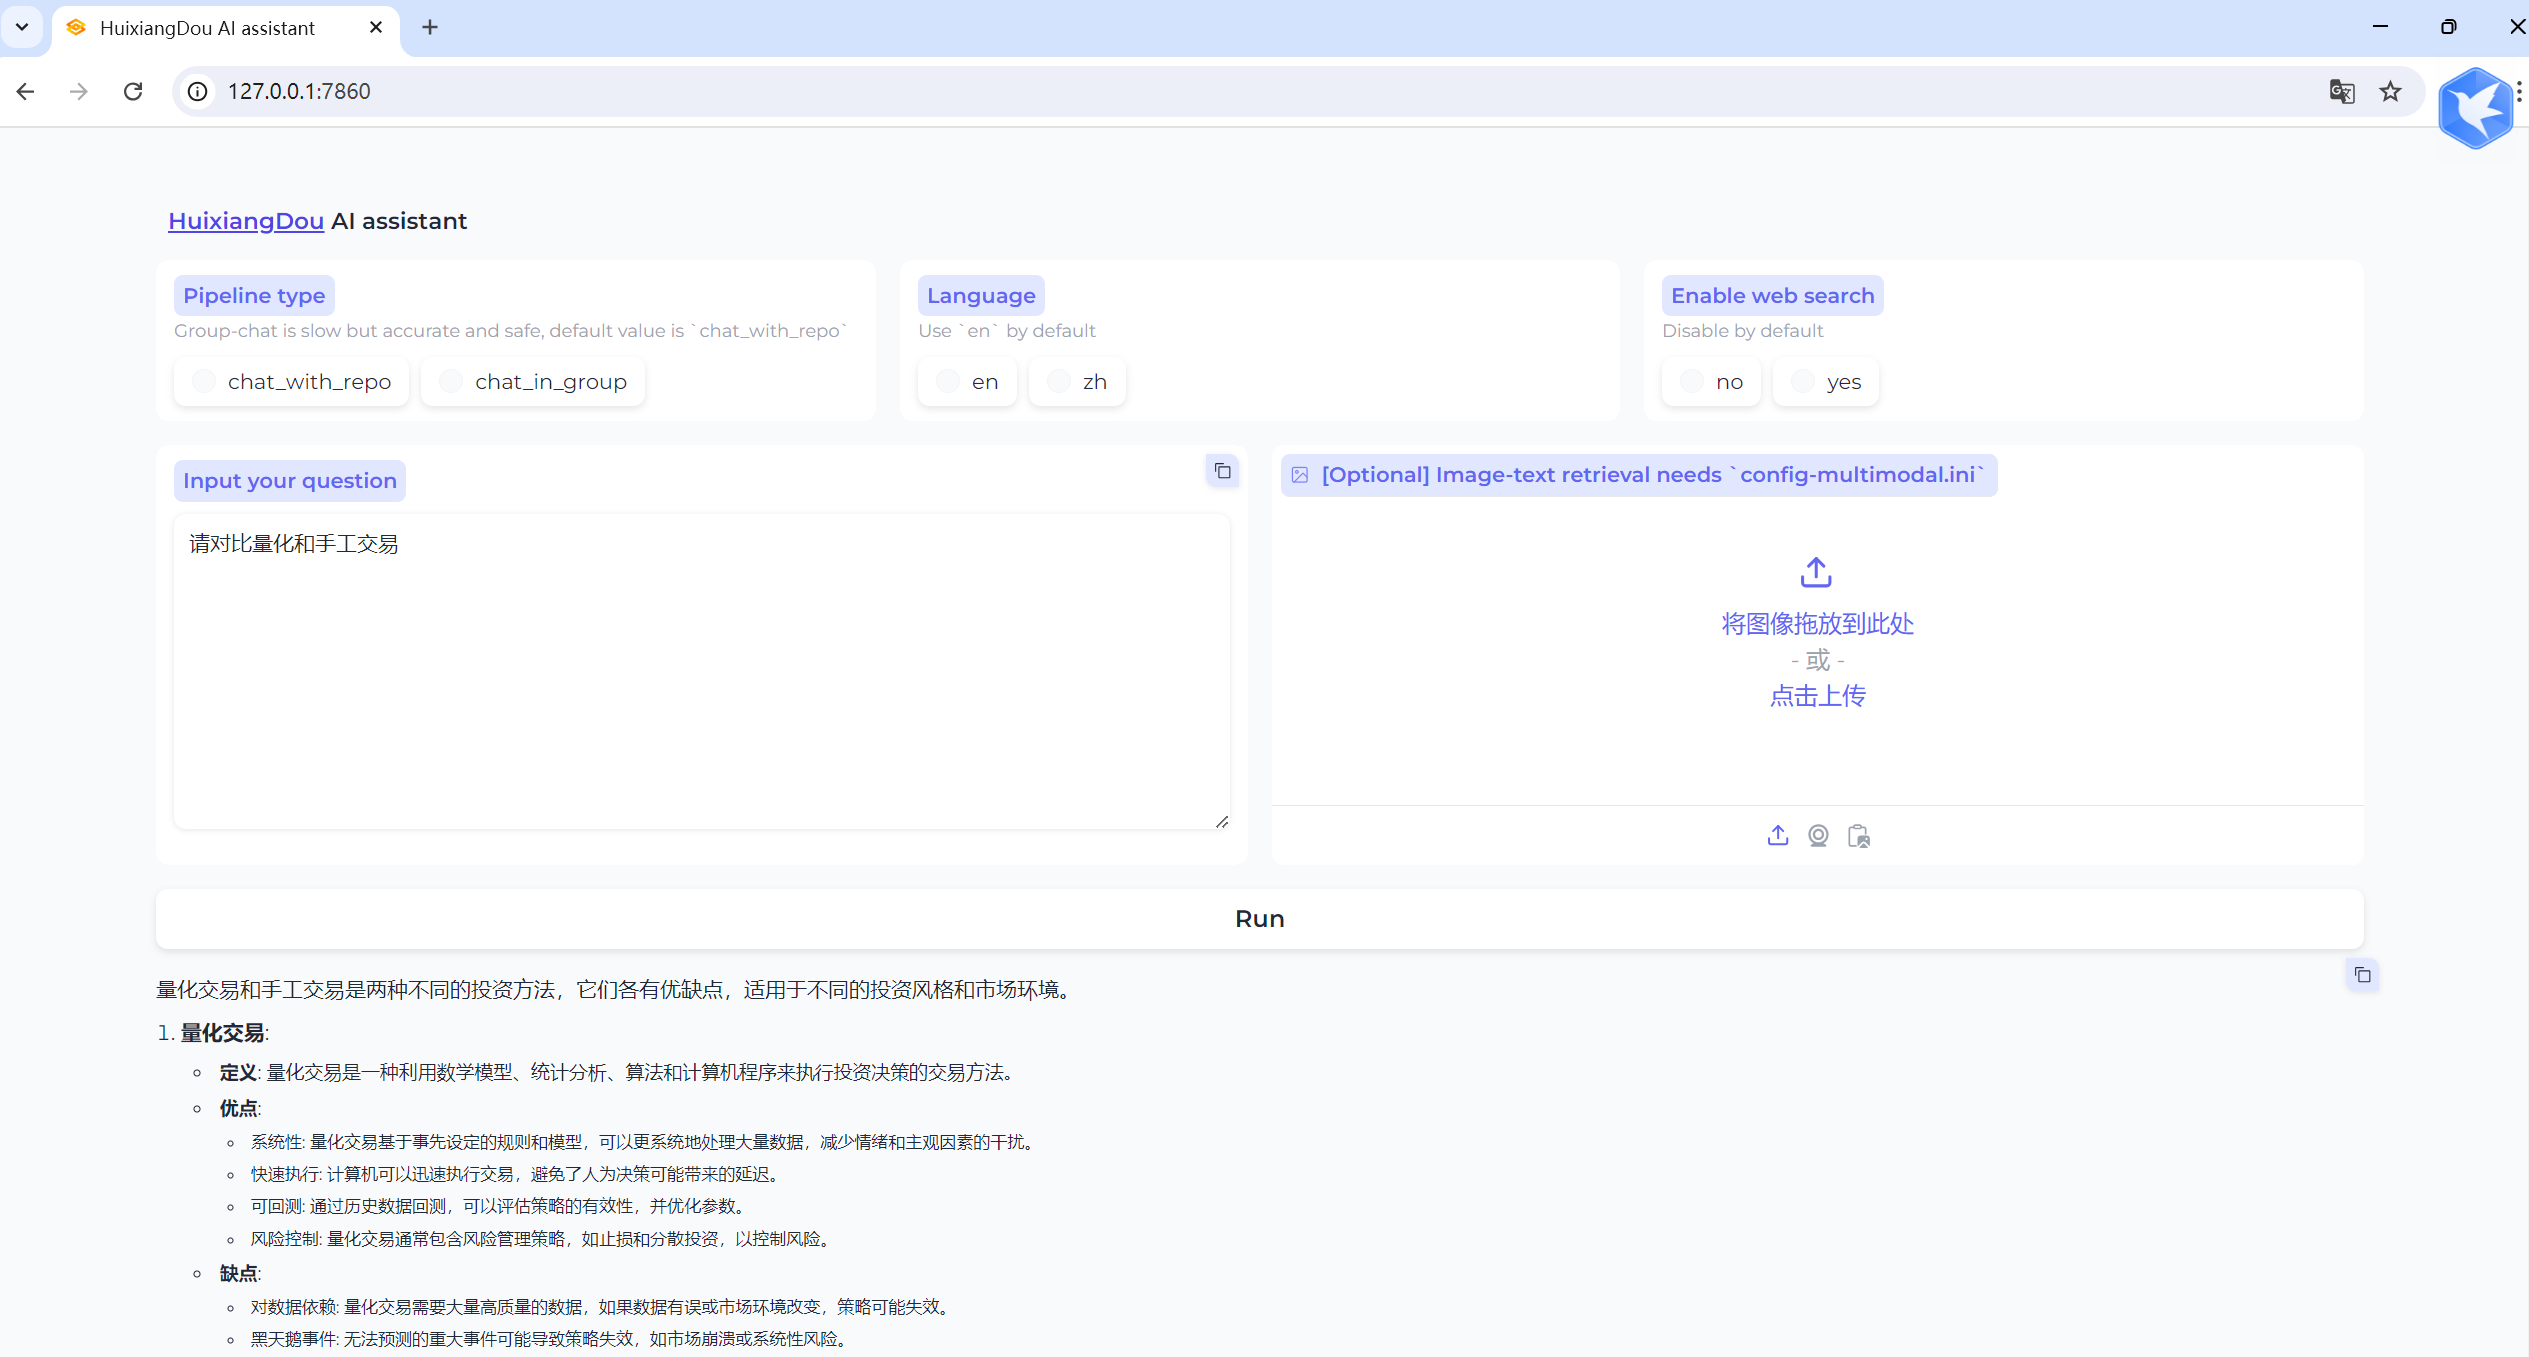 HuixiangDou AI assistant
127.0.0.1:7860
HuixiangDou AI assistant
Pipeline type
Group-chat is slow but accurate and safe, default value is `chat_with_repo`
chat_with_repo
chat_in_group
Language
Use `en` by default
en
zh
Enable web search
Disable by default
no
yes
Input your question
请对比量化和手工交易
[Optional] Image-text retrieval needs `config-multimodal.ini`
将图像拖放到此处
- 或 -
点击上传
Run
量化交易和手工交易是两种不同的投资方法，它们各有优缺点，适用于不同的投资风格和市场环境。
1. 量化交易:
定义: 量化交易是一种利用数学模型、统计分析、算法和计算机程序来执行投资决策的交易方法。
优点:
系统性: 量化交易基于事先设定的规则和模型，可以更系统地处理大量数据，减少情绪和主观因素的干扰。
快速执行: 计算机可以迅速执行交易，避免了人为决策可能带来的延迟。
可回测: 通过历史数据回测，可以评估策略的有效性，并优化参数。
风险控制: 量化交易通常包含风险管理策略，如止损和分散投资，以控制风险。
缺点:
对数据依赖: 量化交易需要大量高质量的数据，如果数据有误或市场环境改变，策略可能失效。
黑天鹅事件: 无法预测的重大事件可能导致策略失效，如市场崩溃或系统性风险。